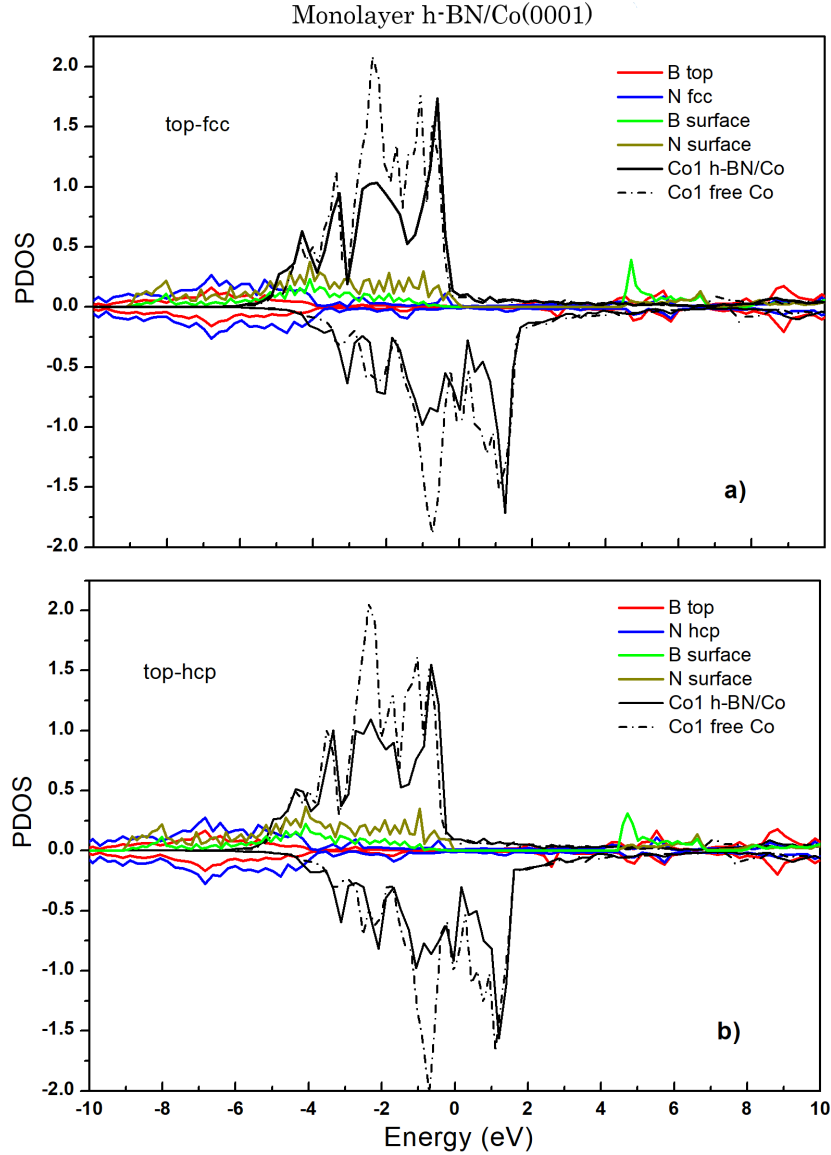 Monolayer h-BN/Co(0001)
2.0
1.5
1.0
0.5
0.0
-0.5
-1.0
-1.5
-2.0
PDOS
top-fcc
B top
N fcc
B surface
N surface
Co1 h-BN/Co
Co1 free Co
a)
2.0
1.5
1.0
0.5
0.0
-0.5
-1.0
-1.5
-2.0
PDOS
top-hcp
B top
N hcp
B surface
N surface
Co1 h-BN/Co
Co1 free Co
b)
-10 -8 -6 -4 -2 0 2 4 6 8 10
Energy (eV)